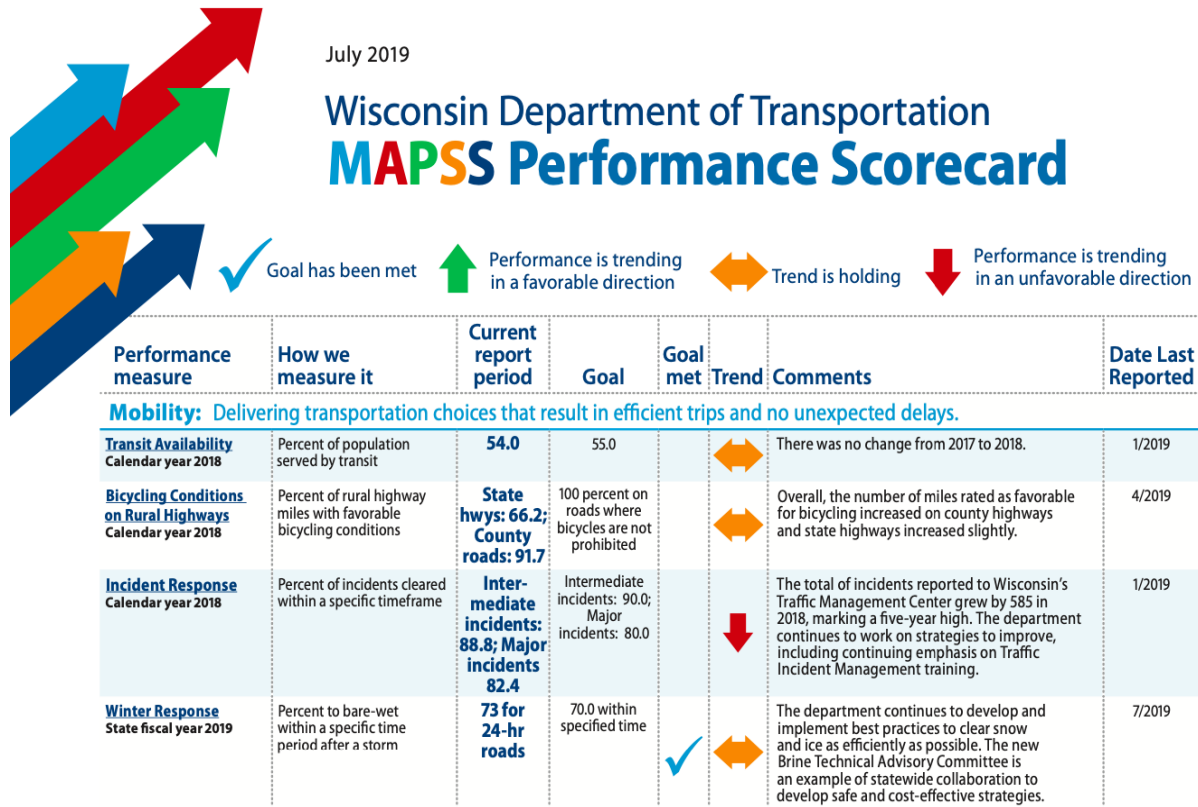 July 2019
Wisconsin Department of Transportation
MAPSS Performance Scorecard
Goal has been met
Performance is trending
in a favorable direction
Trend is holding
Performance is trending
in an unfavorable direction
Performance
measure
How we
measure it
Current
report
period
Goal
Goal
met
Trend
Comments
Date Last
Reported
Mobility: Delivering transportation choices that result in efficient trips and no unexpected delays.
Transit Availability
Calendar year 2018
Percent of population
served by transit
54.0
55.0
There was no change from 2017 to 2018.
1/2019
Bicycling Conditions
on Rural Highways
Calendar year 2018
Percent of rural highway
miles with favorable
bicycling conditions
State
hwys: 66.2;
County
roads: 91.7
100 percent on
roads where
bicycles are not
prohibited
Overall, the number of miles rated as favorable
for bicycling increased on county highways
and state highways increased slightly.
4/2019
Incident Response
Calendar year 2018
Percent of incidents cleared
within a specific timeframe
Inter-
mediate
incidents:
88.8; Major
incidents
82.4
Intermediate
incidents: 90.0;
Major
incidents: 80.0
The total of incidents reported to Wisconsin's
Traffic Management Center grew by 585 in
2018, marking a five-year high. The department
continues to work on strategies to improve,
including continuing emphasis on Traffic
Incident Management training.
1/2019
Winter Response
State fiscal year 2019
Percent to bare-wet
within a specific time
period after a storm
73 for
24-hr
roads
70.0 within
specified time
The department continues to develop and
implement best practices to clear snow
and ice as efficiently as possible. The new
Brine Technical Advisory Committee is
an example of statewide collaboration to
develop safe and cost-effective strategies.
7/2019